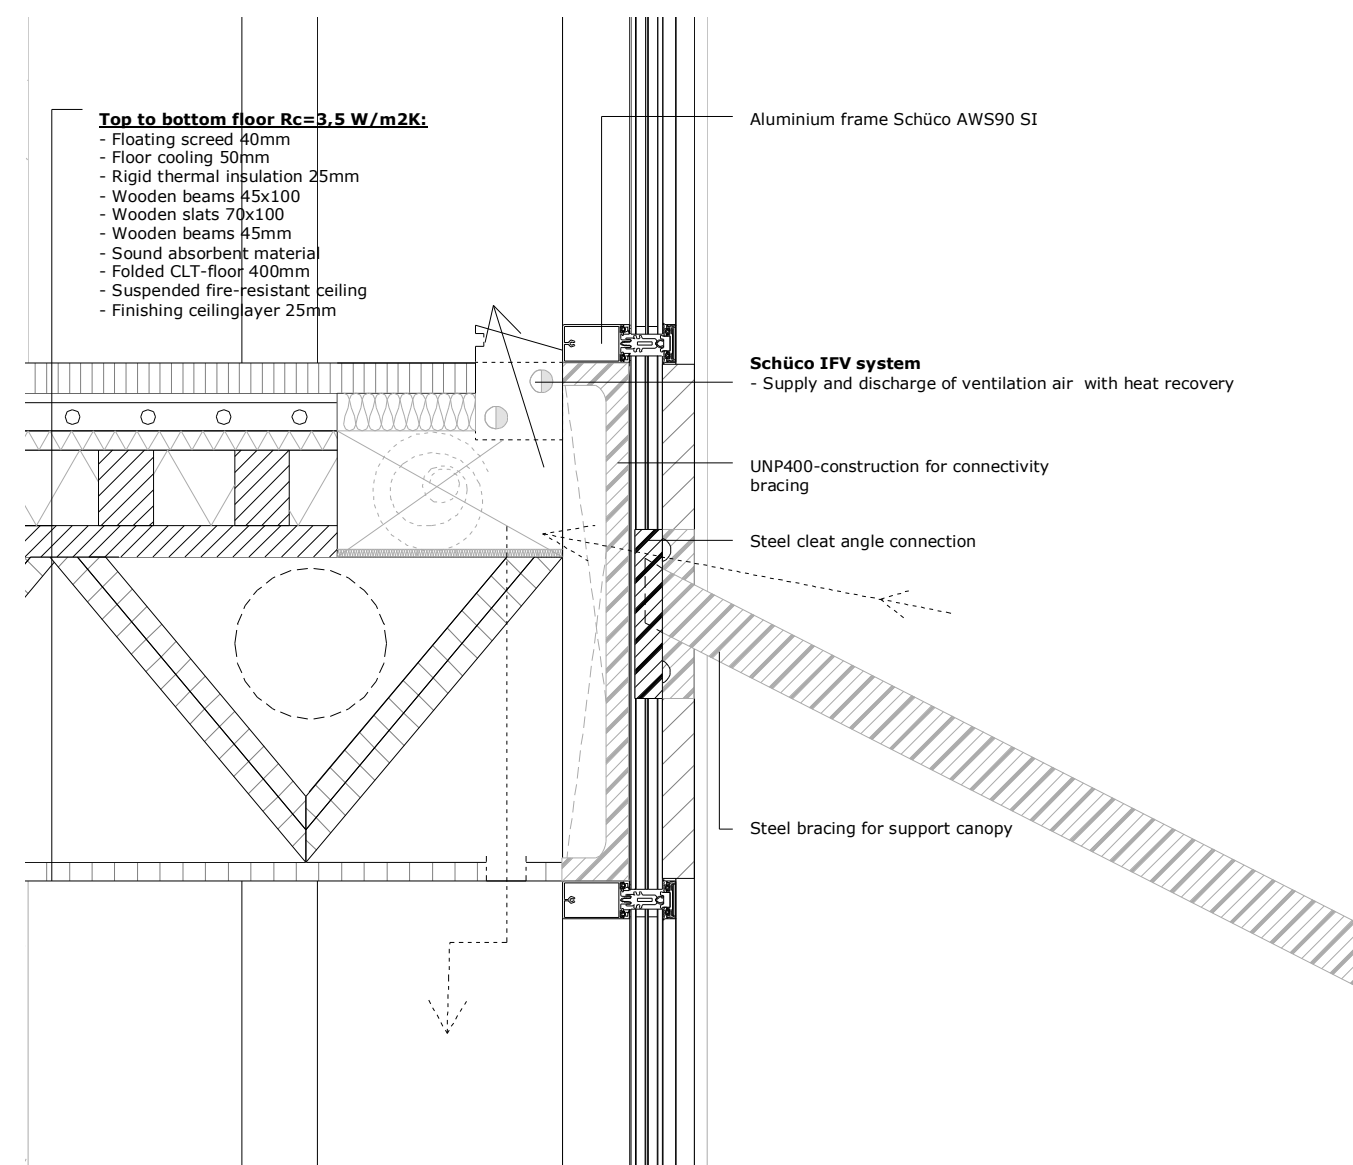 Top to bottom floor Rc=3,5 W/m2K:
- Floating screed 40mm
- Floor cooling 50mm
- Rigid thermal insulation 25mm
- Wooden beams 45x100
- Wooden slats 70x100
- Wooden beams 45mm
- Sound absorbent material
- Folded CLT-floor 400mm
- Suspended fire-resistant ceiling
- Finishing ceilinglayer 25mm
Aluminium frame Schüco AWS90 SI
Schüco IFV system
- Supply and discharge of ventilation air with heat recovery
UNP400-construction for connectivity
bracing
Steel cleat angle connection
Steel bracing for support canopy